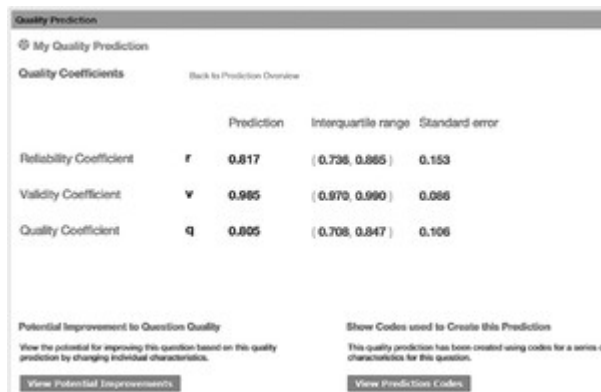 Quality Prediction
My Quality Prediction
Quality Coefficients Back to Prediction Overview
Prediction Interquartile range Standard error
Reliability Coefficient r 0.817 ( 0.736, 0.865 ) 0.153
Validity Coefficient v 0.985 ( 0.970, 0.990 ) 0.086
Quality Coefficient q 0.805 ( 0.708, 0.847 ) 0.106
Potential Improvement to Question Quality Show Codes used to Create this Prediction
View the potential for improving this question based on this quality This quality prediction has been created using codes for a series
prediction by changing individual characteristics. characteristics for this question.
View Potential Improvements View Prediction Codes